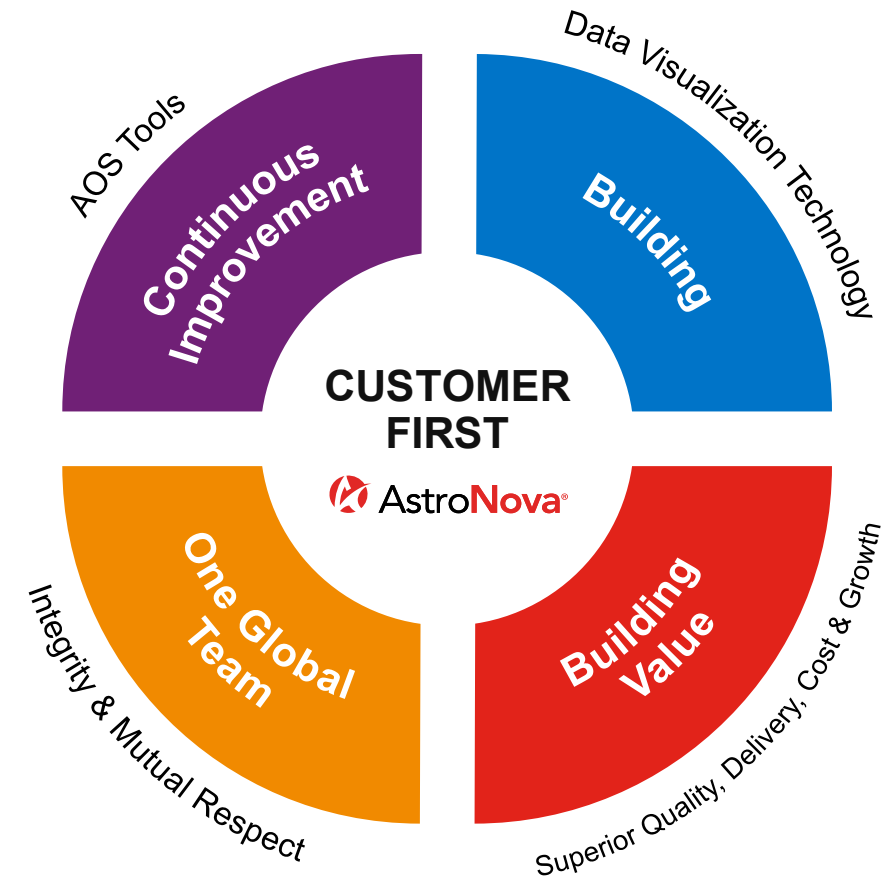 AOS Tools
Continuous
Improvement
Data Visualization Technology
Building
CUSTOMER
FIRST
AstroNova®
One Global
Team
Integrity & Mutual Respect
Building
Value
Superior Quality, Delivery, Cost & Growth